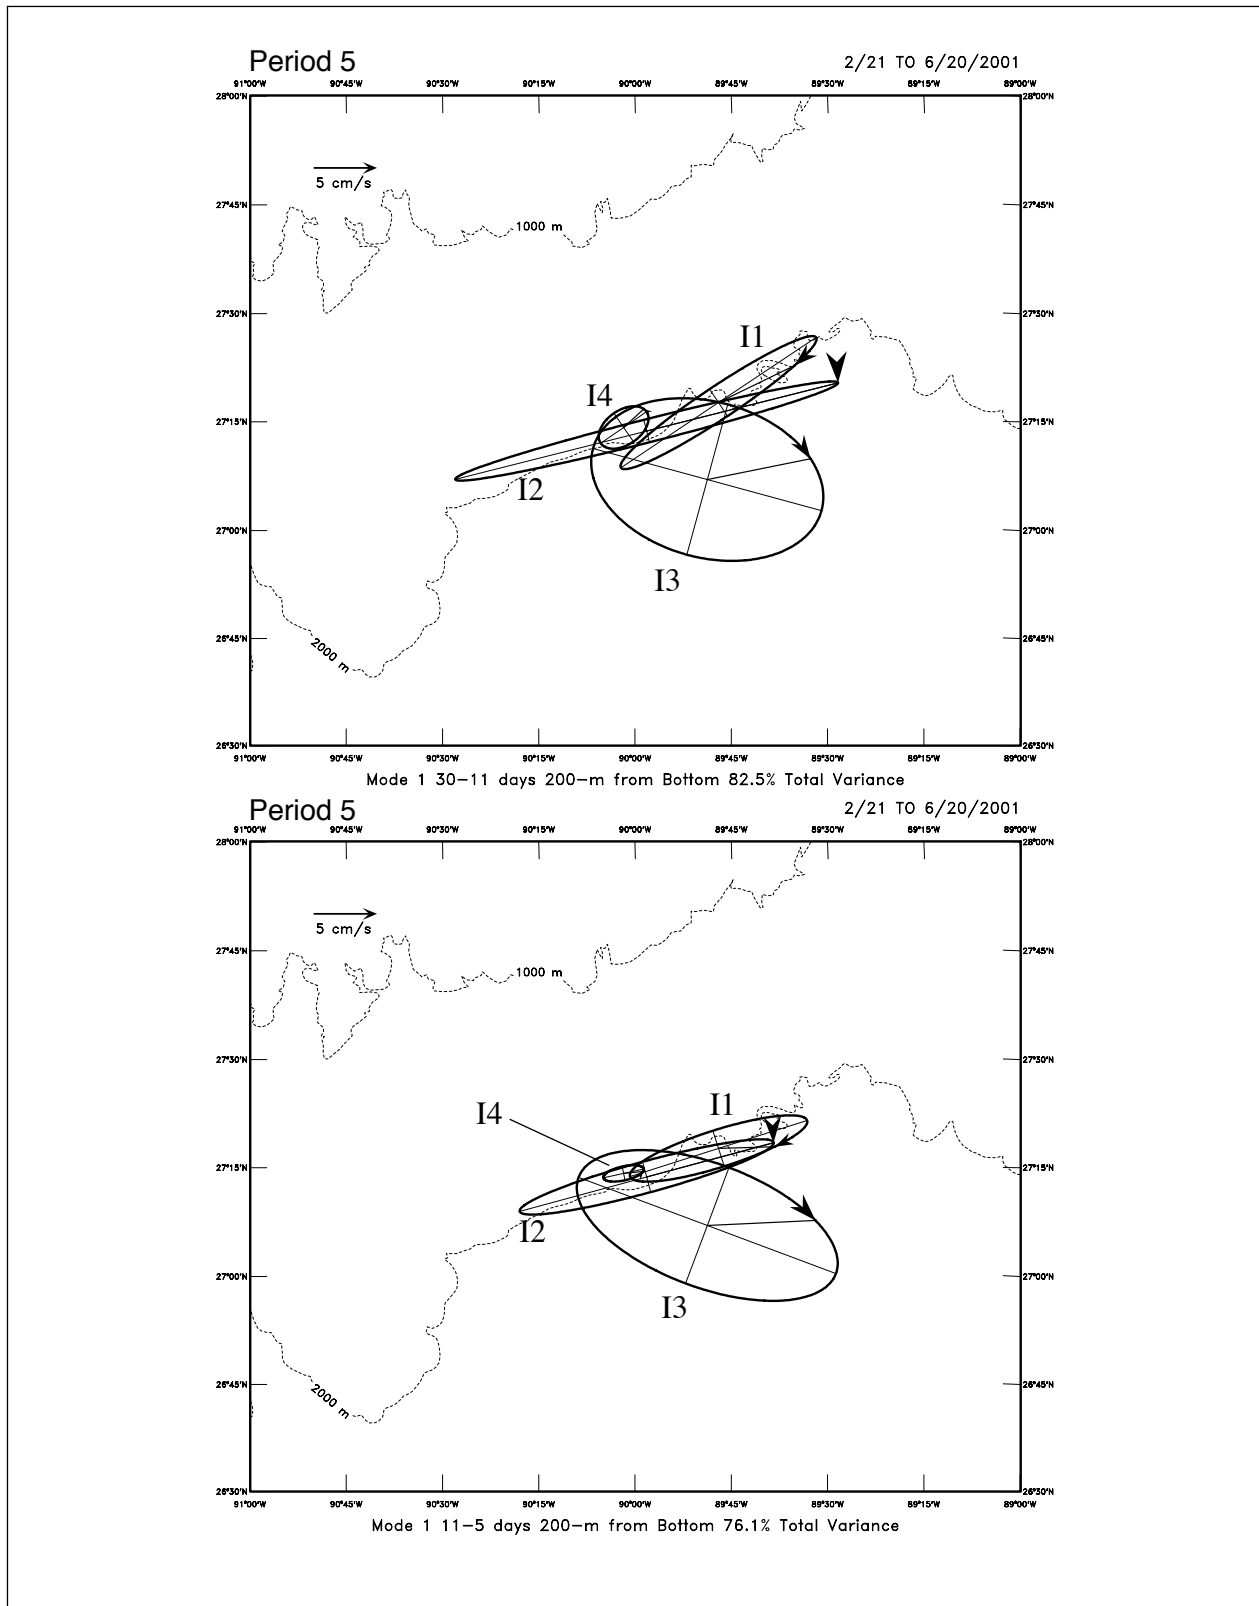 Period 5 2/21 TO 6/20/2001
91°00'W 90°45'W 90°30'W 90°15'W 90°00'W 89°45'W 89°30'W 89°15'W 89°00'W
28°00'N 28°00'N
5 cm/s
27°45'N 27°45'N
1000 m
27°30'N 27°30'N
I1
I4
27°15'N 27°15'N
I2
27°00'N 27°00'N
I3
26°45'N 26°45'N
2000 m
26°30'N 26°30'N
91°00'W 90°45'W 90°30'W 90°15'W 90°00'W 89°45'W 89°30'W 89°15'W 89°00'W
Mode 1 30-11 days 200-m from Bottom 82.5% Total Variance
Period 5 2/21 TO 6/20/2001
91°00'W 90°45'W 90°30'W 90°15'W 90°00'W 89°45'W 89°30'W 89°15'W 89°00'W
28°00'N 28°00'N
5 cm/s
27°45'N 27°45'N
1000 m
27°30'N 27°30'N
I1
I4
27°15'N 27°15'N
I2
27°00'N 27°00'N
I3
26°45'N 26°45'N
2000 m
26°30'N 26°30'N
91°00'W 90°45'W 90°30'W 90°15'W 90°00'W 89°45'W 89°30'W 89°15'W 89°00'W
Mode 1 11-5 days 200-m from Bottom 76.1% Total Variance